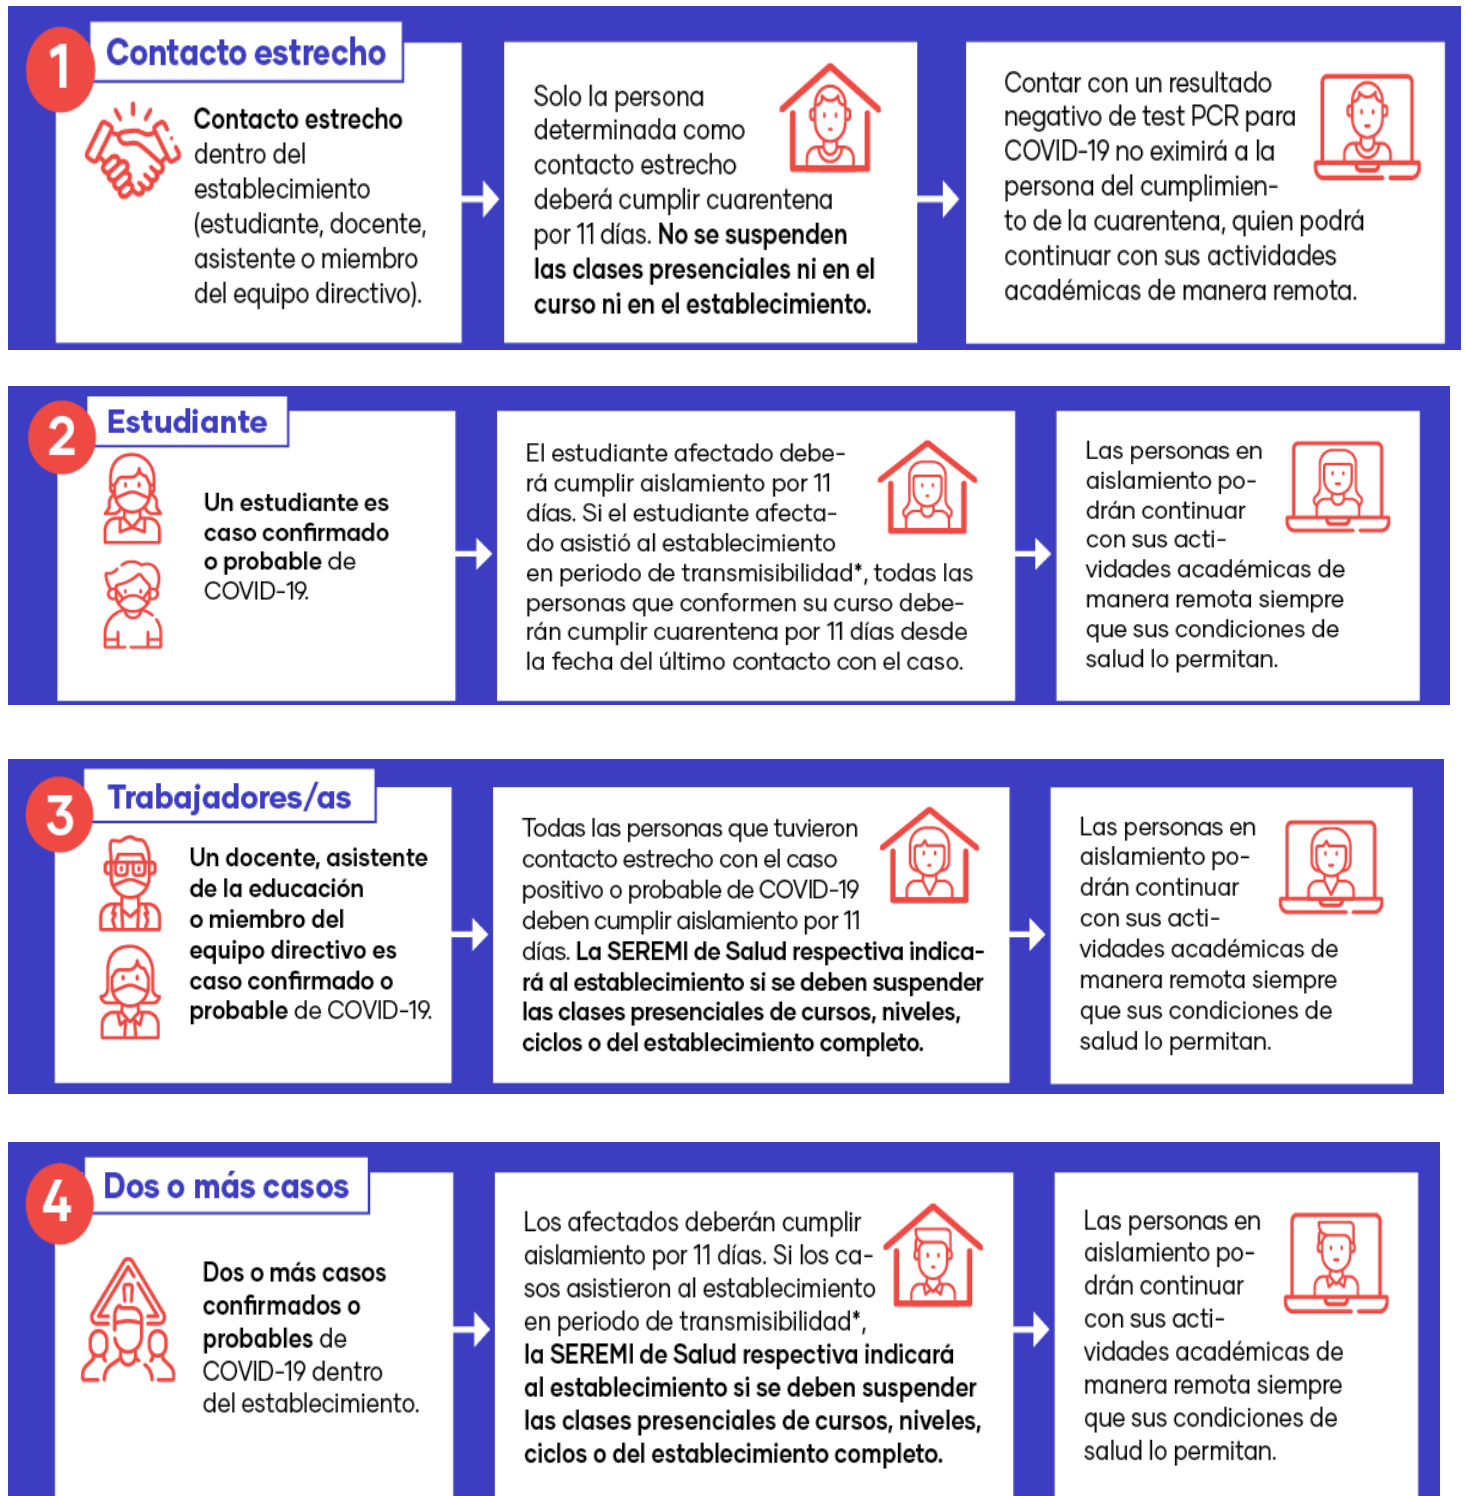 1
Contacto estrecho
Contacto estrecho
dentro del
establecimiento
(estudiante, docente,
asistente o miembro
del equipo directivo).
Solo la persona
determinada como
contacto estrecho
deberá cumplir cuarentena
por 11 días. No se suspenden
las clases presenciales ni en el
curso ni en el establecimiento.
Contar con un resultado
negativo de test PCR para
COVID-19 no eximirá a la
persona del cumplimien-
to de la cuarentena, quien podrá
continuar con sus actividades
académicas de manera remota.
2
Estudiante
Un estudiante es
caso confirmado
o probable de
COVID-19.
El estudiante afectado debe-
rá cumplir aislamiento por 11
días. Si el estudiante afecta-
do asistió al establecimiento
en periodo de transmisibilidad*, todas las
personas que conformen su curso debe-
rán cumplir cuarentena por 11 días desde
la fecha del último contacto con el caso.
Las personas en
aislamiento po-
drán continuar
con sus acti-
vidades académicas de
manera remota siempre
que sus condiciones de
salud lo permitan.
3
Trabajadores/as
Un docente, asistente
de la educación
o miembro del
equipo directivo es
caso confirmado o
probable de COVID-19.
Todas las personas que tuvieron
contacto estrecho con el caso
positivo o probable de COVID-19
deben cumplir aislamiento por 11
días. La SEREMI de Salud respectiva indica-
rá al establecimiento si se deben suspender
las clases presenciales de cursos, niveles,
ciclos o del establecimiento completo.
Las personas en
aislamiento po-
drán continuar
con sus acti-
vidades académicas de
manera remota siempre
que sus condiciones de
salud lo permitan.
4
Dos o más casos
Dos o más casos
confirmados o
probables de
COVID-19 dentro
del establecimiento.
Los afectados deberán cumplir
aislamiento por 11 días. Si los ca-
sos asistieron al establecimiento
en periodo de transmisibilidad*,
la SEREMI de Salud respectiva indicará
al establecimiento si se deben suspender
las clases presenciales de cursos, niveles,
ciclos o del establecimiento completo.
Las personas en
aislamiento po-
drán continuar
con sus acti-
vidades académicas de
manera remota siempre
que sus condiciones de
salud lo permitan.